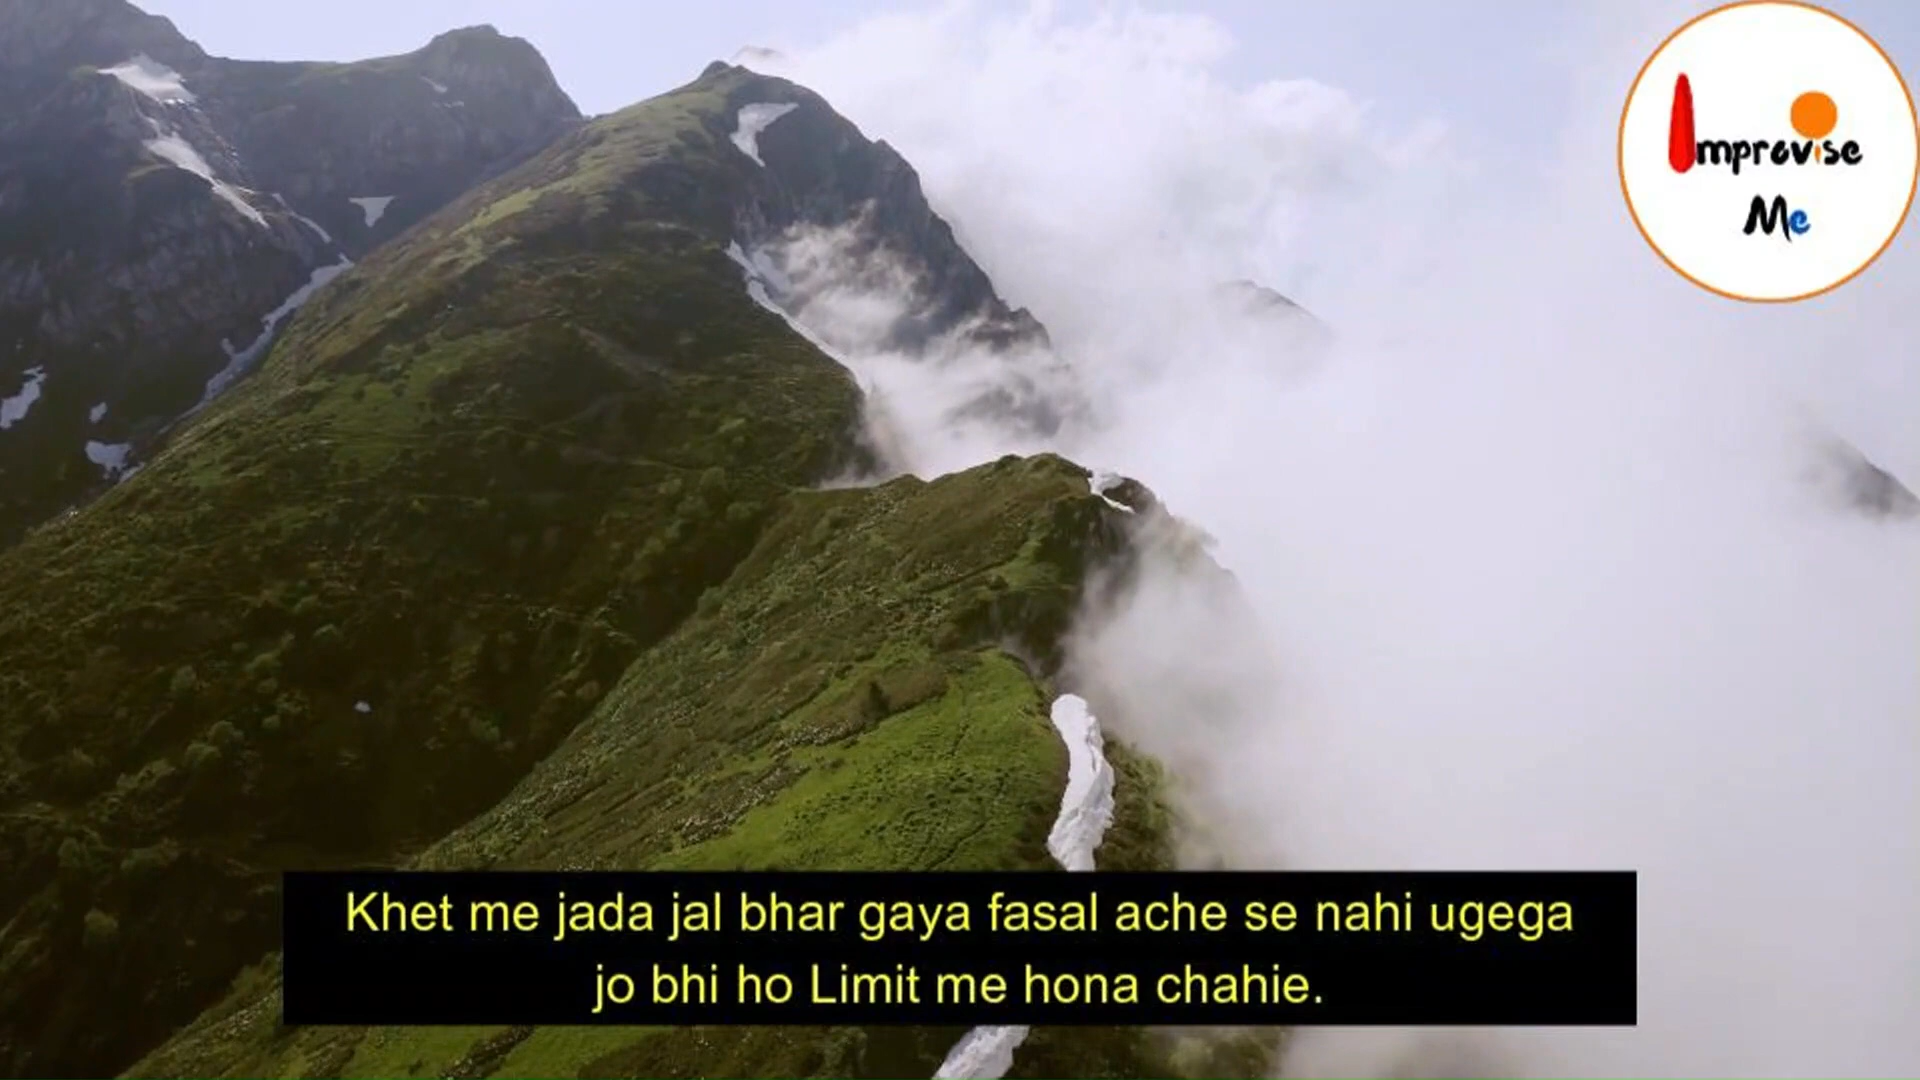 Improvise
Me
Khet me jada jal bhar gaya fasal ache se nahi ugega
jo bhi ho Limit me hona chahie.